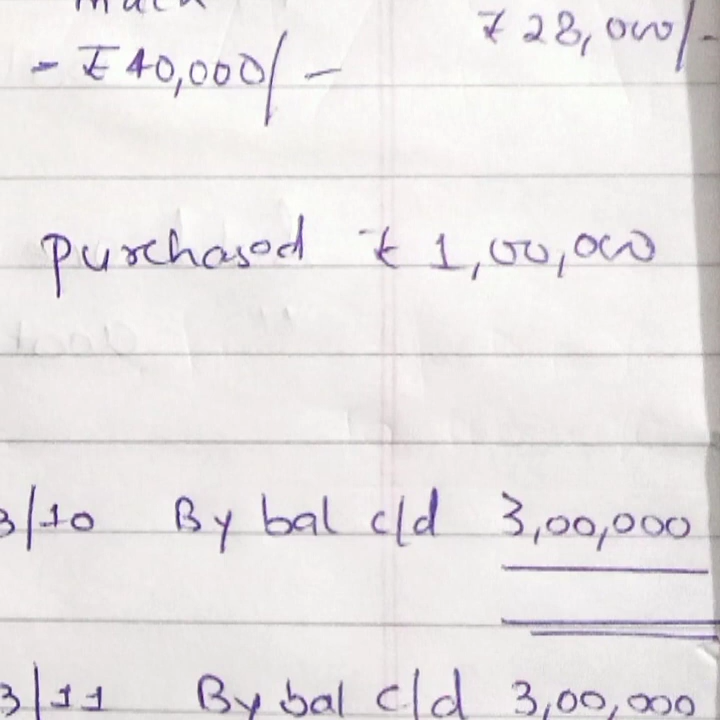 ₹ 28,000/-
- ₹ 40,000/-
purchased ₹ 1,00,000
3/10 By bal c/d 3,00,000
3/11 By bal c/d 3,00,000